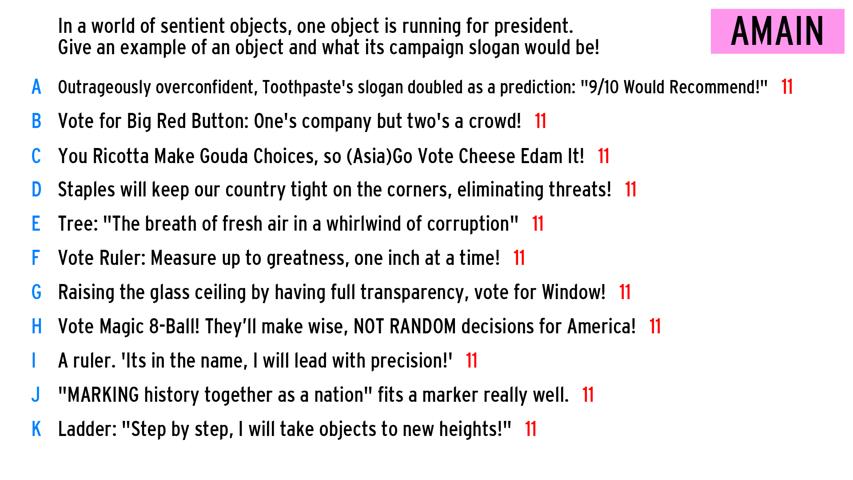 In a world of sentient objects, one object is running for president.
Give an example of an object and what its campaign slogan would be!
AMAIN
A Outrageously overconfident, Toothpaste's slogan doubled as a prediction: "9/10 Would Recommend!" 11
B Vote for Big Red Button: One's company but two's a crowd! 11
C You Ricotta Make Gouda Choices, so (Asia)Go Vote Cheese Edam It! 11
D Staples will keep our country tight on the corners, eliminating threats! 11
E Tree: "The breath of fresh air in a whirlwind of corruption" 11
F Vote Ruler: Measure up to greatness, one inch at a time! 11
G Raising the glass ceiling by having full transparency, vote for Window! 11
H Vote Magic 8-Ball! They’ll make wise, NOT RANDOM decisions for America! 11
I A ruler. 'Its in the name, I will lead with precision!' 11
J "MARKING history together as a nation" fits a marker really well. 11
K Ladder: "Step by step, I will take objects to new heights!" 11